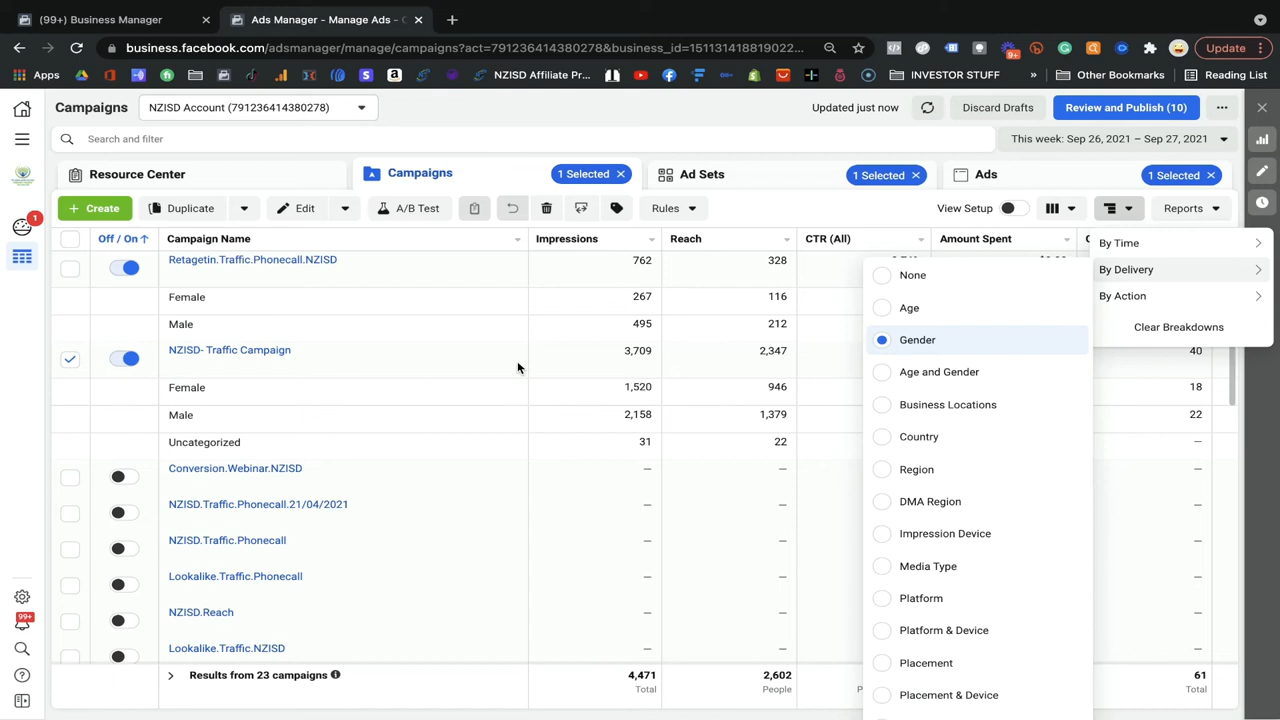 (99+) Business Manager
Ads Manager - Manage Ads -
Update
business.facebook.com/adsmanager/manage/campaigns?act=791236414380278&business_id=151131418819022...
9+
Apps
NZISD Affiliate Pr...
INVESTOR STUFF
»
Other Bookmarks
Reading List
Campaigns
NZISD Account (791236414380278)
Updated just now
Discard Drafts
Review and Publish (10)
Search and filter
This week: Sep 26, 2021 – Sep 27, 2021
Resource Center
Campaigns
1 Selected
Ad Sets
1 Selected
Ads
1 Selected
+ Create
Duplicate
Edit
A/B Test
Rules
View Setup
Reports
1
Off / On
Campaign Name
Impressions
Reach
CTR (All)
Amount Spent
Retagetin.Traffic.Phonecall.NZISD
762
328
Female
267
116
Male
495
212
NZISD- Traffic Campaign
3,709
2,347
40
Female
1,520
946
18
Male
2,158
1,379
22
Uncategorized
31
22
—
Conversion.Webinar.NZISD
—
—
—
NZISD.Traffic.Phonecall.21/04/2021
—
—
—
NZISD.Traffic.Phonecall
—
—
—
Lookalike.Traffic.Phonecall
—
—
—
NZISD.Reach
—
—
—
Lookalike.Traffic.NZISD
—
—
—
Results from 23 campaigns
4,471
Total
2,602
People
61
Total
By Time
By Delivery
By Action
Clear Breakdowns
None
Age
Gender
Age and Gender
Business Locations
Country
Region
DMA Region
Impression Device
Media Type
Platform
Platform & Device
Placement
Placement & Device
99+